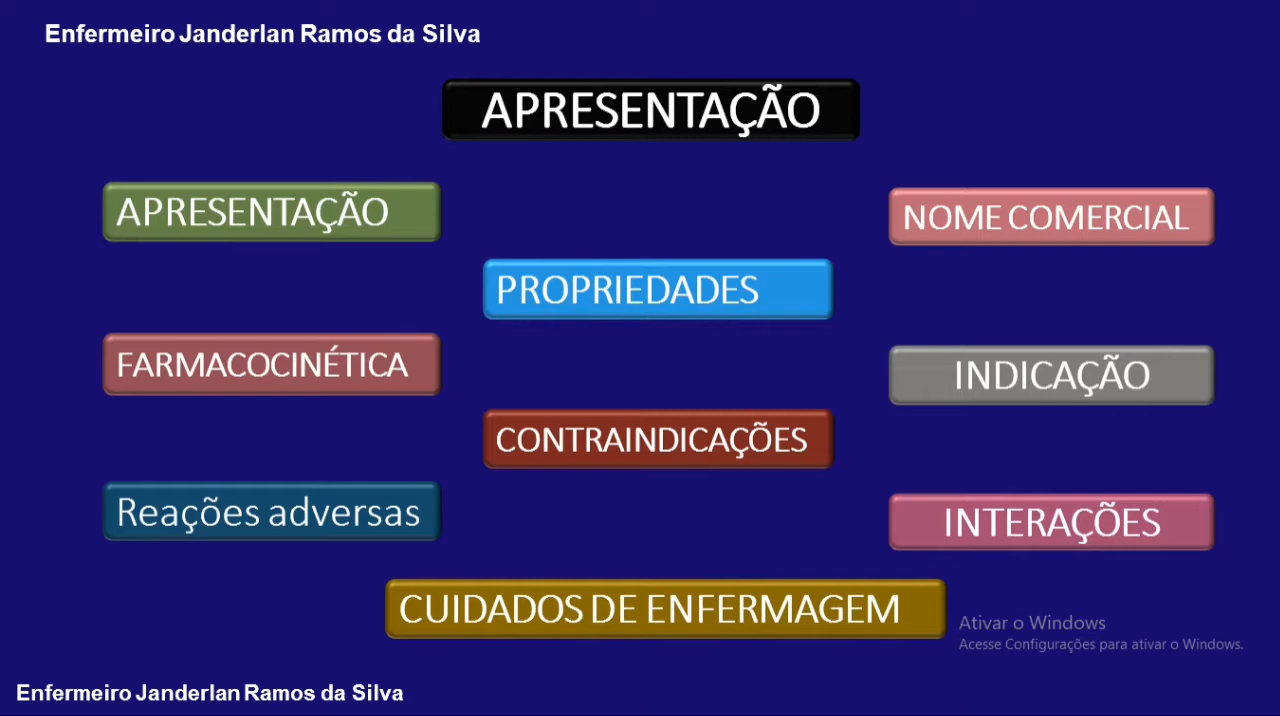 Enfermeiro Janderlan Ramos da Silva
APRESENTAÇÃO
APRESENTAÇÃO
NOME COMERCIAL
PROPRIEDADES
FARMACOCINÉTICA
INDICAÇÃO
CONTRAINDICAÇÕES
Reações adversas
INTERAÇÕES
CUIDADOS DE ENFERMAGEM
Ativar o Windows
Acesse Configurações para ativar o Windows.
Enfermeiro Janderlan Ramos da Silva